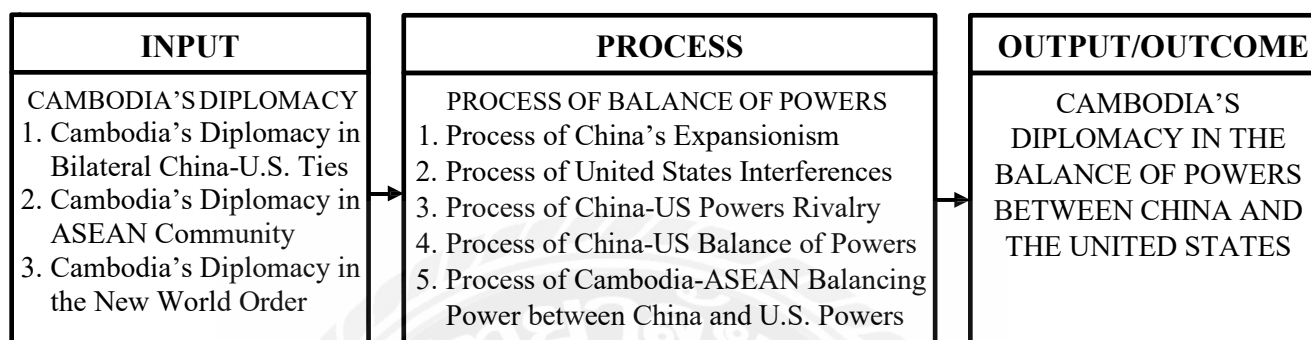 INPUT
CAMBODIA'S DIPLOMACY
1. Cambodia's Diplomacy in
Bilateral China-U.S. Ties
2. Cambodia's Diplomacy in
ASEAN Community
3. Cambodia's Diplomacy in
the New World Order
PROCESS
PROCESS OF BALANCE OF POWERS
1. Process of China's Expansionism
2. Process of United States Interferences
3. Process of China-US Powers Rivalry
4. Process of China-US Balance of Powers
5. Process of Cambodia-ASEAN Balancing
Power between China and U.S. Powers
OUTPUT/OUTCOME
CAMBODIA'S
DIPLOMACY IN THE
BALANCE OF POWERS
BETWEEN CHINA AND
THE UNITED STATES